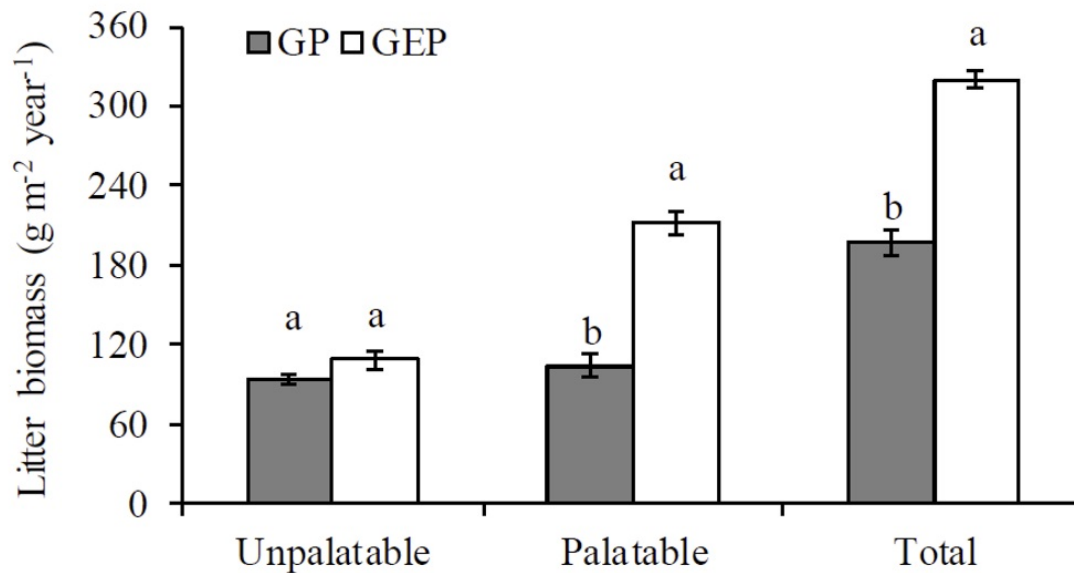 Litter biomass (g m⁻² year⁻¹)
360
300
240
180
120
60
0
GP GEP
a a
b a
b a
Unpalatable Palatable Total